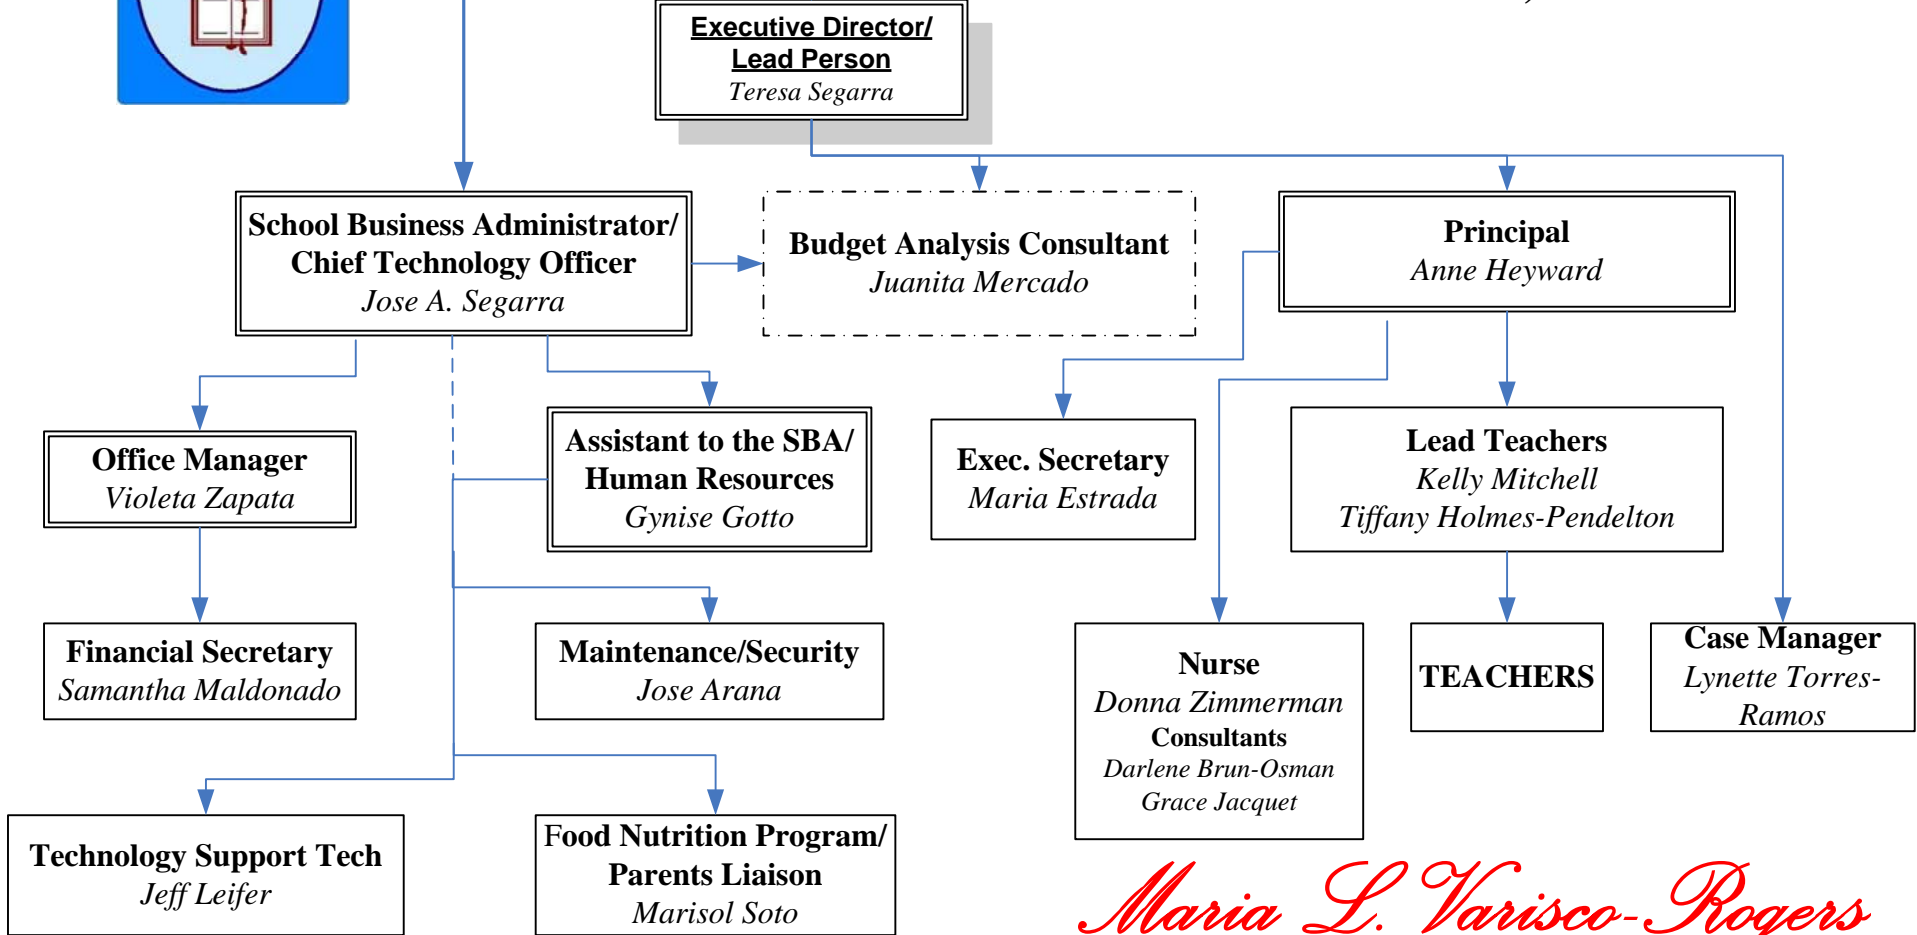 Executive Director/
Lead Person
Teresa Segarra
School Business Administrator/
Chief Technology Officer
Jose A. Segarra
Budget Analysis Consultant
Juanita Mercado
Principal
Anne Heyward
Office Manager
Violeta Zapata
Assistant to the SBA/
Human Resources
Gynise Gotto
Exec. Secretary
Maria Estrada
Lead Teachers
Kelly Mitchell
Tiffany Holmes-Pendelton
Financial Secretary
Samantha Maldonado
Maintenance/Security
Jose Arana
Nurse
Donna Zimmerman
Consultants
Darlene Brun-Osman
Grace Jacquet
TEACHERS
Case Manager
Lynette Torres-
Ramos
Technology Support Tech
Jeff Leifer
Food Nutrition Program/
Parents Liaison
Marisol Soto
Maria L. Varisco-Rogers